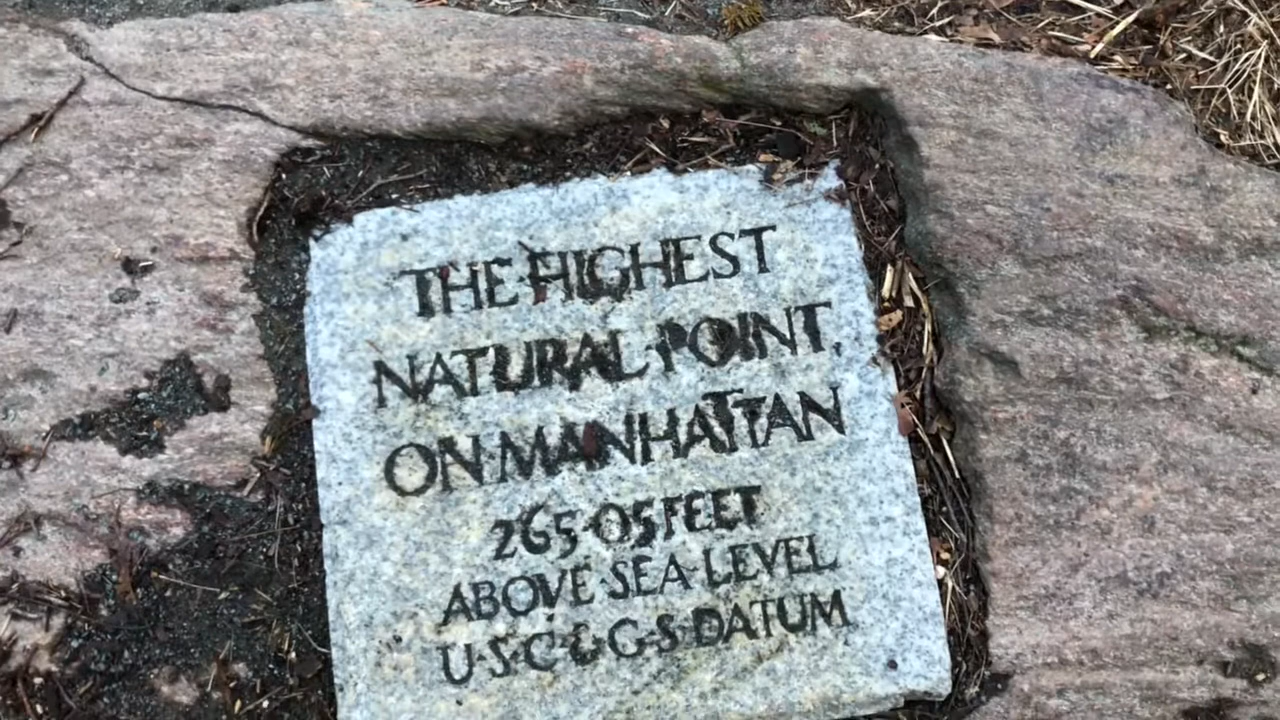 THE·HIGHEST
NATURAL·POINT,
ON·MANHATTAN
265·05 FEET
ABOVE·SEA·LEVEL
U·S·C·&·G·S·DATUM